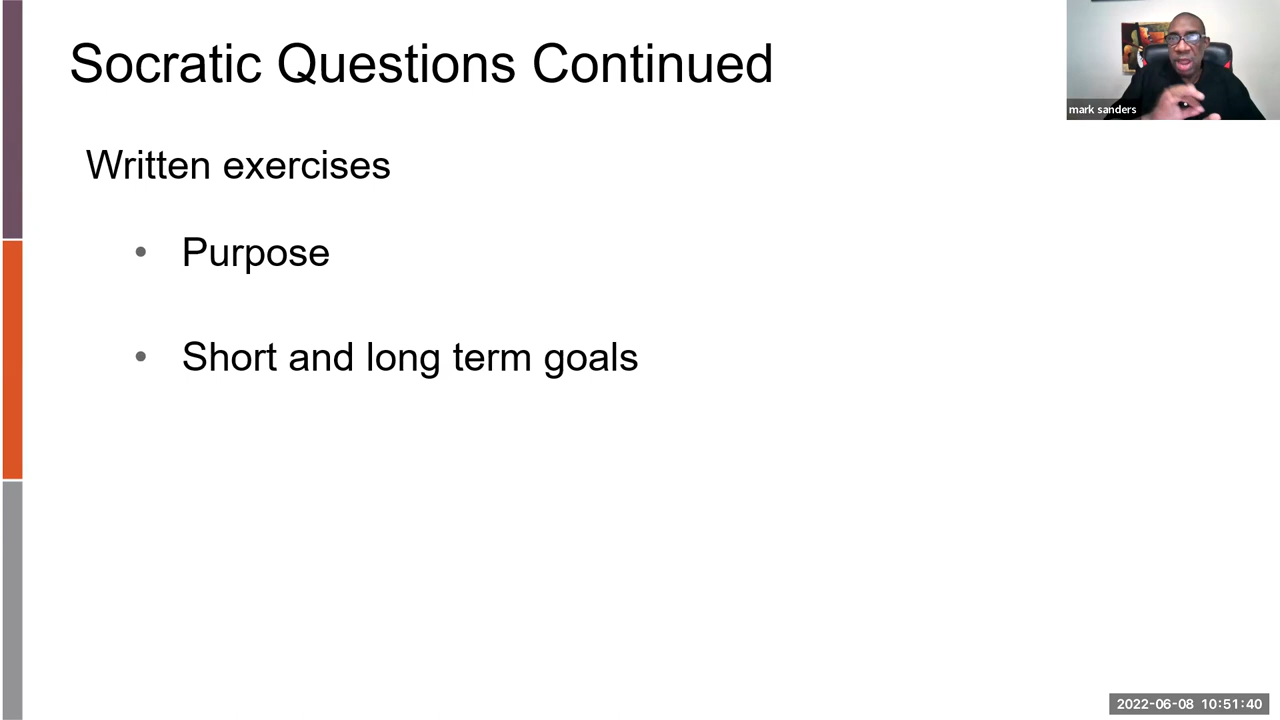 Socratic Questions Continued
mark sanders
Written exercises
• Purpose
• Short and long term goals
2022-06-08 10:51:40